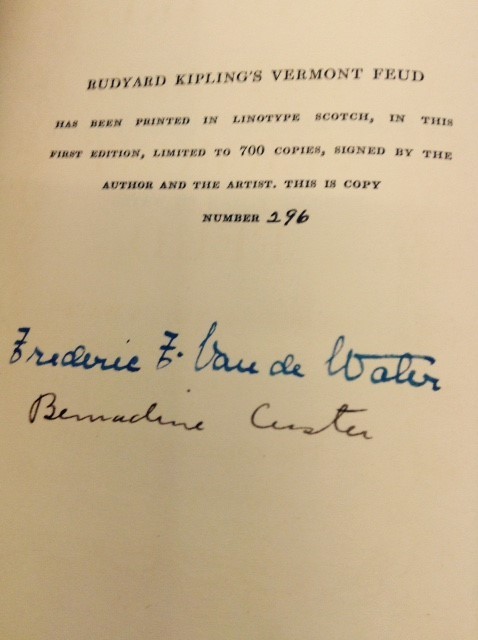 RUDYARD KIPLING'S VERMONT FEUD
HAS BEEN PRINTED IN LINOTYPE SCOTCH, IN THIS
FIRST EDITION, LIMITED TO 700 COPIES, SIGNED BY THE
AUTHOR AND THE ARTIST. THIS IS COPY
NUMBER 296
Frederic F. Van de Water
Bernadine Custer